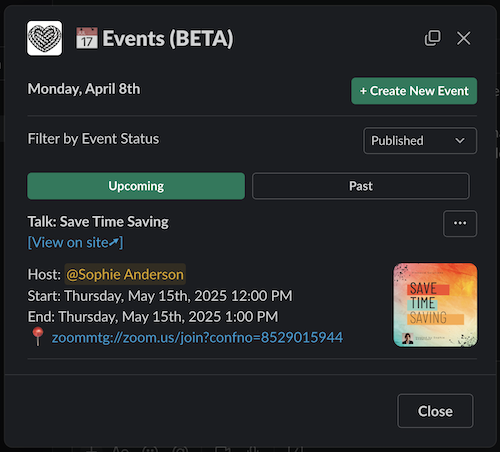 17 Events (BETA)
Monday, April 8th
+ Create New Event
Filter by Event Status
Published
Upcoming
Past
Talk: Save Time Saving
...
[View on site↗]
Host: @Sophie Anderson
Start: Thursday, May 15th, 2025 12:00 PM
End: Thursday, May 15th, 2025 1:00 PM
zoommtg://zoom.us/join?confno=8529015944
SAVE
TIME
SAVING
Close